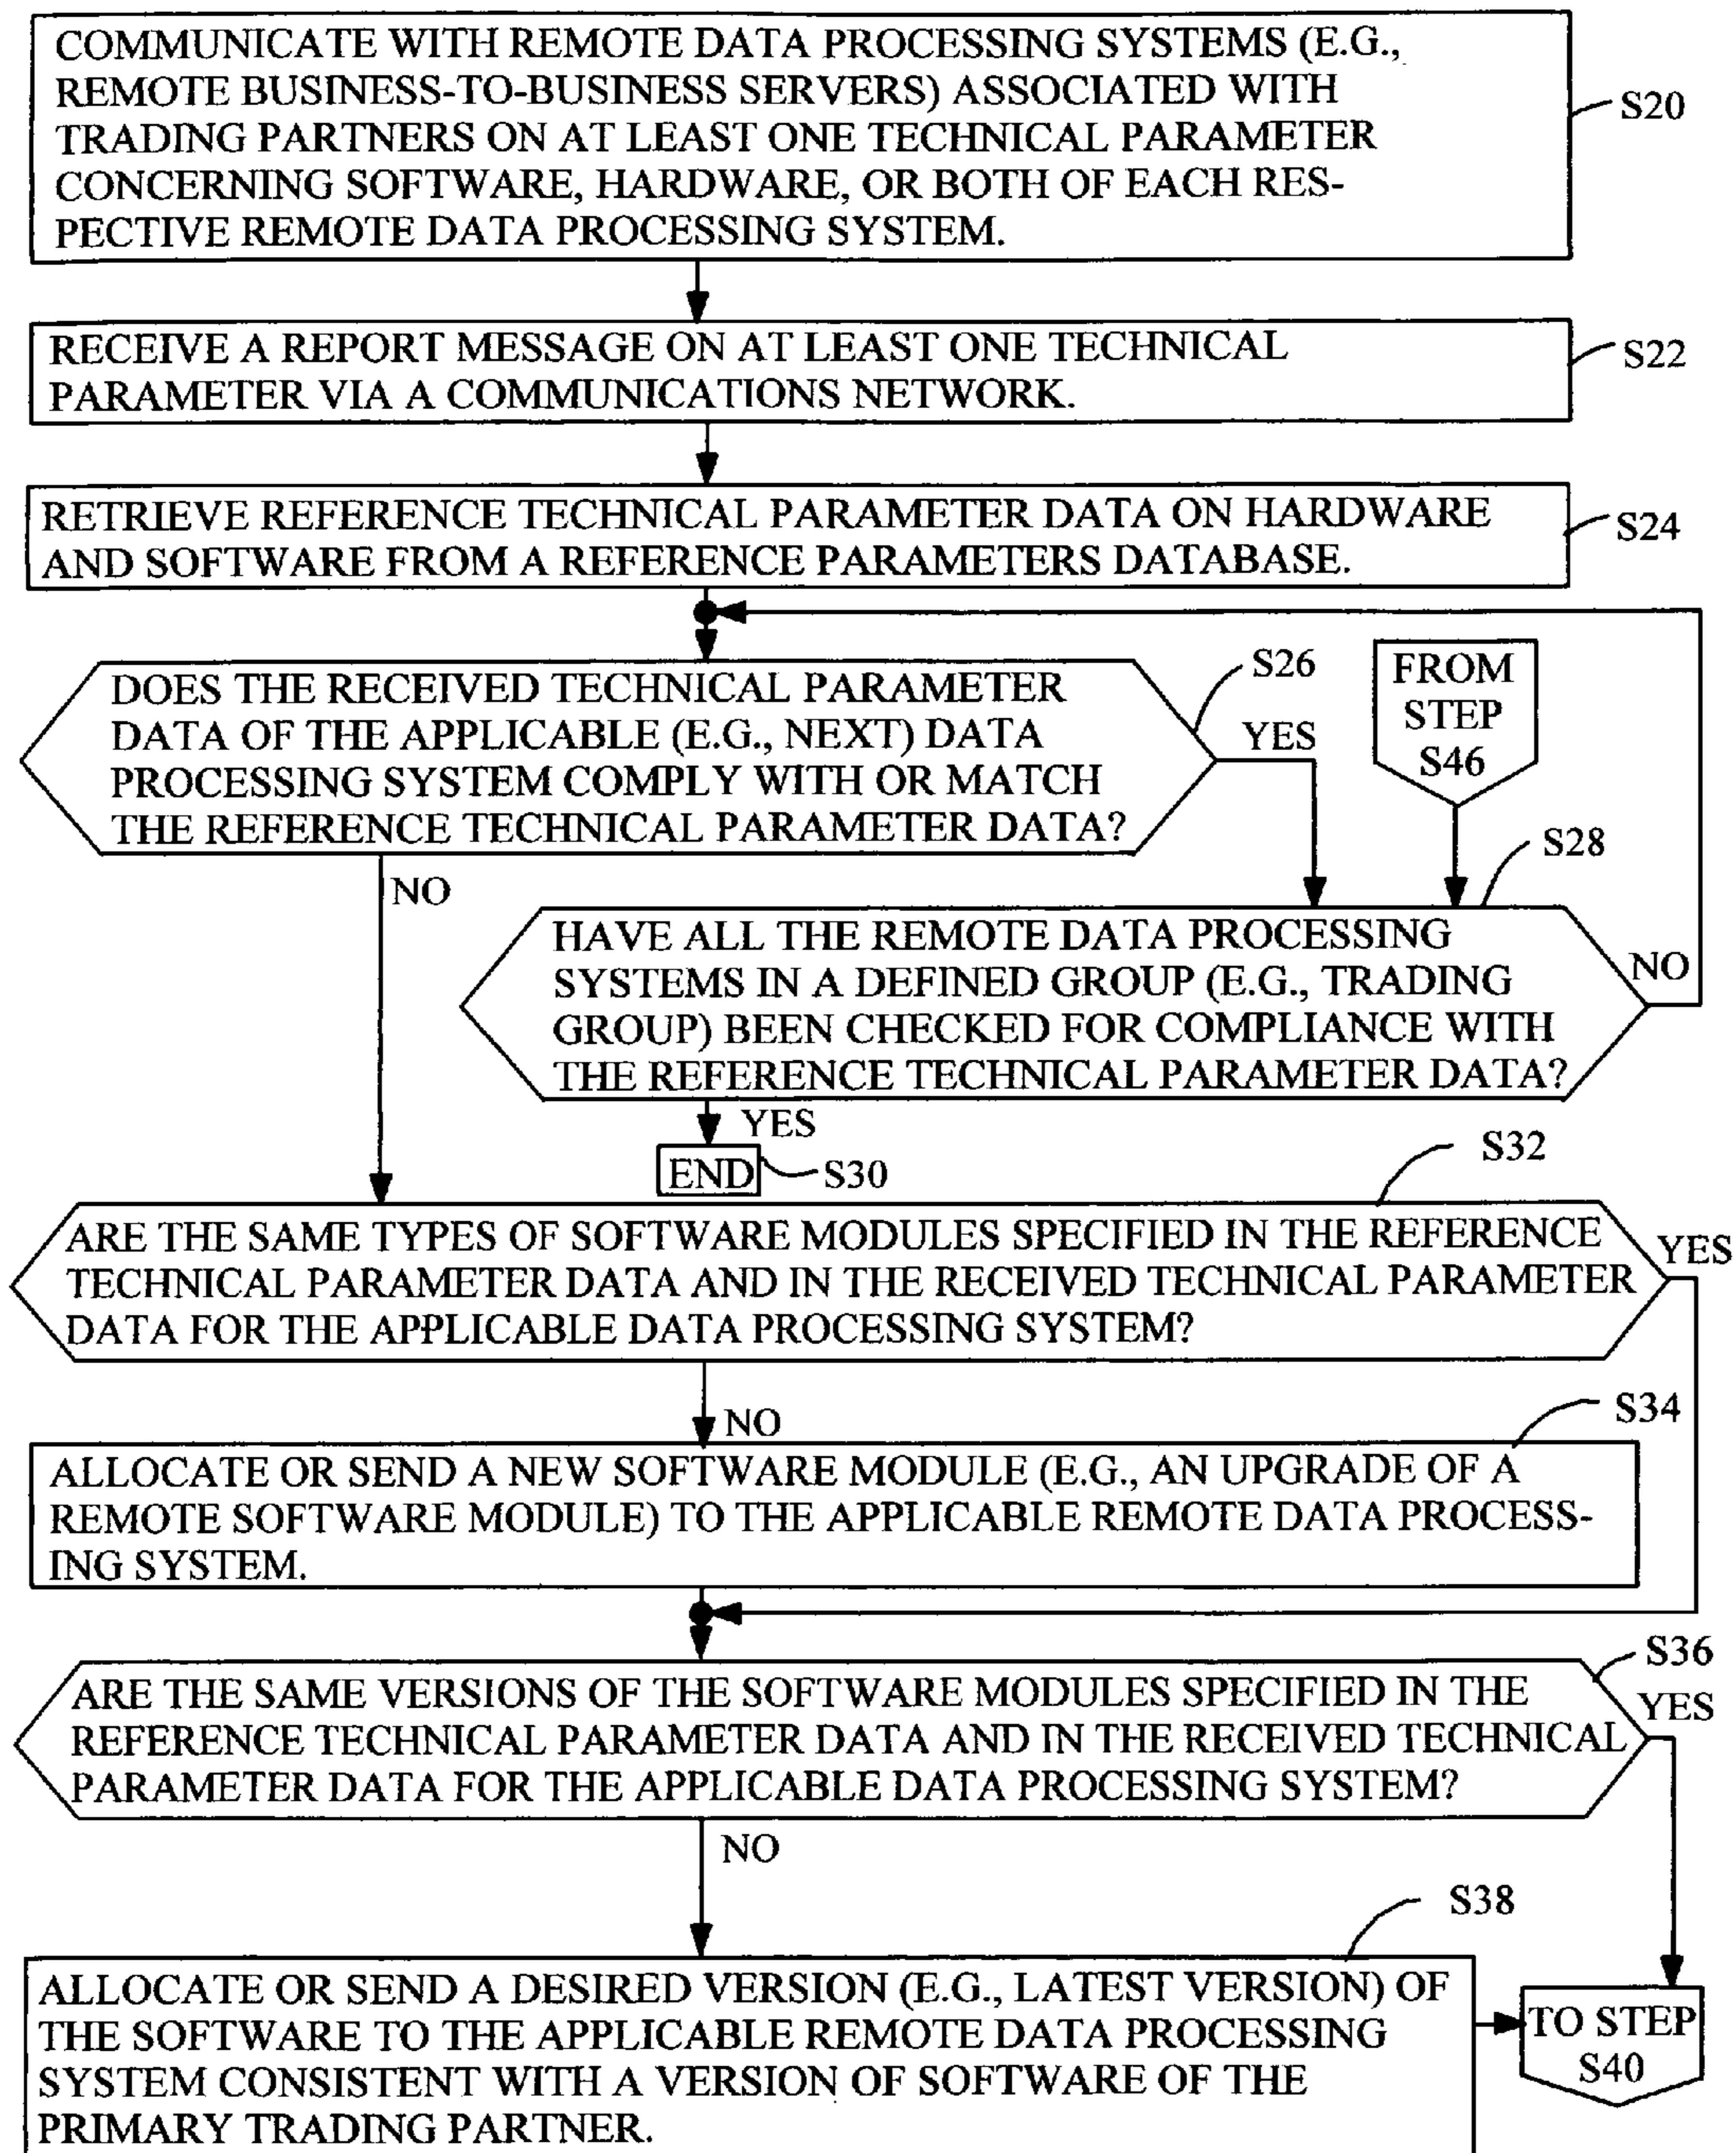 COMMUNICATE WITH REMOTE DATA PROCESSING SYSTEMS (E.G.,
REMOTE BUSINESS-TO-BUSINESS SERVERS) ASSOCIATED WITH
TRADING PARTNERS ON AT LEAST ONE TECHNICAL PARAMETER
CONCERNING SOFTWARE, HARDWARE, OR BOTH OF EACH RES-
PECTIVE REMOTE DATA PROCESSING SYSTEM.
S20
RECEIVE A REPORT MESSAGE ON AT LEAST ONE TECHNICAL
PARAMETER VIA A COMMUNICATIONS NETWORK.
S22
RETRIEVE REFERENCE TECHNICAL PARAMETER DATA ON HARDWARE
AND SOFTWARE FROM A REFERENCE PARAMETERS DATABASE.
S24
DOES THE RECEIVED TECHNICAL PARAMETER
DATA OF THE APPLICABLE (E.G., NEXT) DATA
PROCESSING SYSTEM COMPLY WITH OR MATCH
THE REFERENCE TECHNICAL PARAMETER DATA?
S26
YES
FROM
STEP
S46
NO
S28
HAVE ALL THE REMOTE DATA PROCESSING
SYSTEMS IN A DEFINED GROUP (E.G., TRADING
GROUP) BEEN CHECKED FOR COMPLIANCE WITH
THE REFERENCE TECHNICAL PARAMETER DATA?
NO
YES
END
S30
S32
ARE THE SAME TYPES OF SOFTWARE MODULES SPECIFIED IN THE REFERENCE
TECHNICAL PARAMETER DATA AND IN THE RECEIVED TECHNICAL PARAMETER
DATA FOR THE APPLICABLE DATA PROCESSING SYSTEM?
YES
NO
S34
ALLOCATE OR SEND A NEW SOFTWARE MODULE (E.G., AN UPGRADE OF A
REMOTE SOFTWARE MODULE) TO THE APPLICABLE REMOTE DATA PROCESS-
ING SYSTEM.
S36
ARE THE SAME VERSIONS OF THE SOFTWARE MODULES SPECIFIED IN THE
REFERENCE TECHNICAL PARAMETER DATA AND IN THE RECEIVED TECHNICAL
PARAMETER DATA FOR THE APPLICABLE DATA PROCESSING SYSTEM?
YES
NO
S38
ALLOCATE OR SEND A DESIRED VERSION (E.G., LATEST VERSION) OF
THE SOFTWARE TO THE APPLICABLE REMOTE DATA PROCESSING
SYSTEM CONSISTENT WITH A VERSION OF SOFTWARE OF THE
PRIMARY TRADING PARTNER.
TO STEP
S40